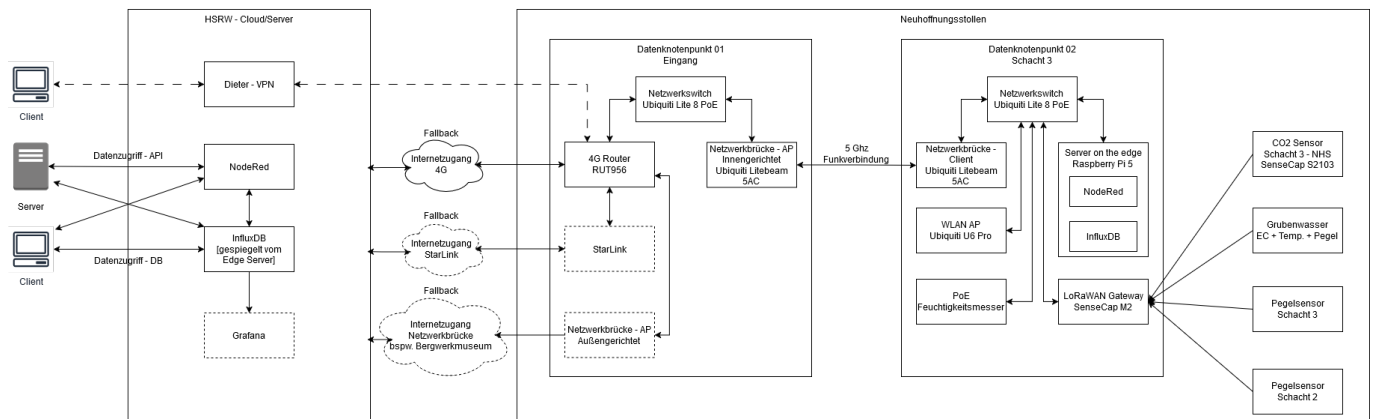 HSRW - Cloud/Server
Neuhoffnungsstollen
Datenknotenpunkt 01
Eingang
Datenknotenpunkt 02
Schacht 3
Client
Dieter - VPN
Netzwerkswitch
Ubiquiti Lite 8 PoE
Netzwerkswitch
Ubiquiti Lite 8 PoE
Server
Datenzugriff - API
NodeRed
Fallback
Internetzugang
4G
4G Router
RUT956
Netzwerkbrücke - AP
Innengerichtet
Ubiquiti Litebeam
5AC
5 Ghz
Funkverbindung
Netzwerkbrücke -
Client
Ubiquiti Litebeam
5AC
Server on the edge
Raspberry Pi 5
NodeRed
InfluxDB
CO2 Sensor
Schacht 3 - NHS
SenseCap S2103
Client
Datenzugriff - DB
InfluxDB
[gespiegelt vom
Edge Server]
Fallback
Internetzugang
StarLink
StarLink
WLAN AP
Ubiquiti U6 Pro
Grubenwasser
EC + Temp. + Pegel
Grafana
Fallback
Internetzugang
Netzwerkbrücke
bspw. Bergwerkmuseum
Netzwerkbrücke - AP
Außengerichtet
PoE
Feuchtigkeitsmesser
LoRaWAN Gateway
SenseCap M2
Pegelsensor
Schacht 3
Pegelsensor
Schacht 2